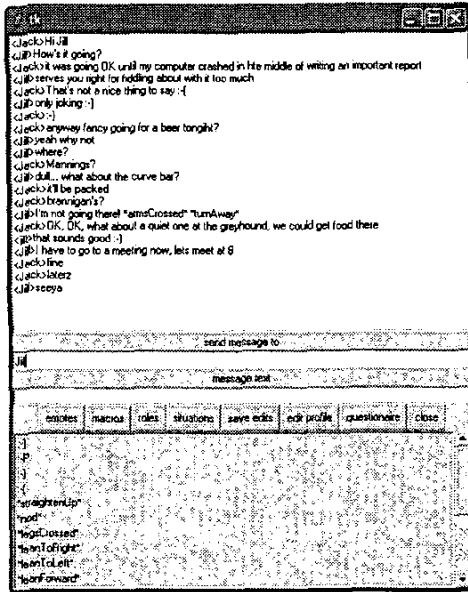 tk
<Jack>Hi Jill
<Jill>How's it going?
<Jack>it was going OK until my computer crashed in hte middle of writing an important report
<Jill>serves you right for fiddling about with it too much
<Jack>That's not a nice thing to say :-(
<Jill>only joking :-)
<Jack>:-)
<Jack>anyway fancy going for a beer tongiht?
<Jill>yeah why not
<Jill>where?
<Jack>Mannings?
<Jill>dull... what about the curve bar?
<Jack>it'll be packed
<Jack>brannigan's?
<Jill>I'm not going there! *armsCrossed* *turnAway*
<Jack>OK, OK, what about a quiet one at the greyhound, we could get food there
<Jill>that sounds good :-)
<Jill>I have to go to a meeting now, lets meet at 8
<Jack>fine
<Jack>laterz
<Jill>seeya
send message to
Jill
message text
emotes macros roles situations save edits edit profile questionaire close
*straightenUp*
*nod*
*legsCrossed*
*leanToRight*
*leanToLeft*
*leanForward*